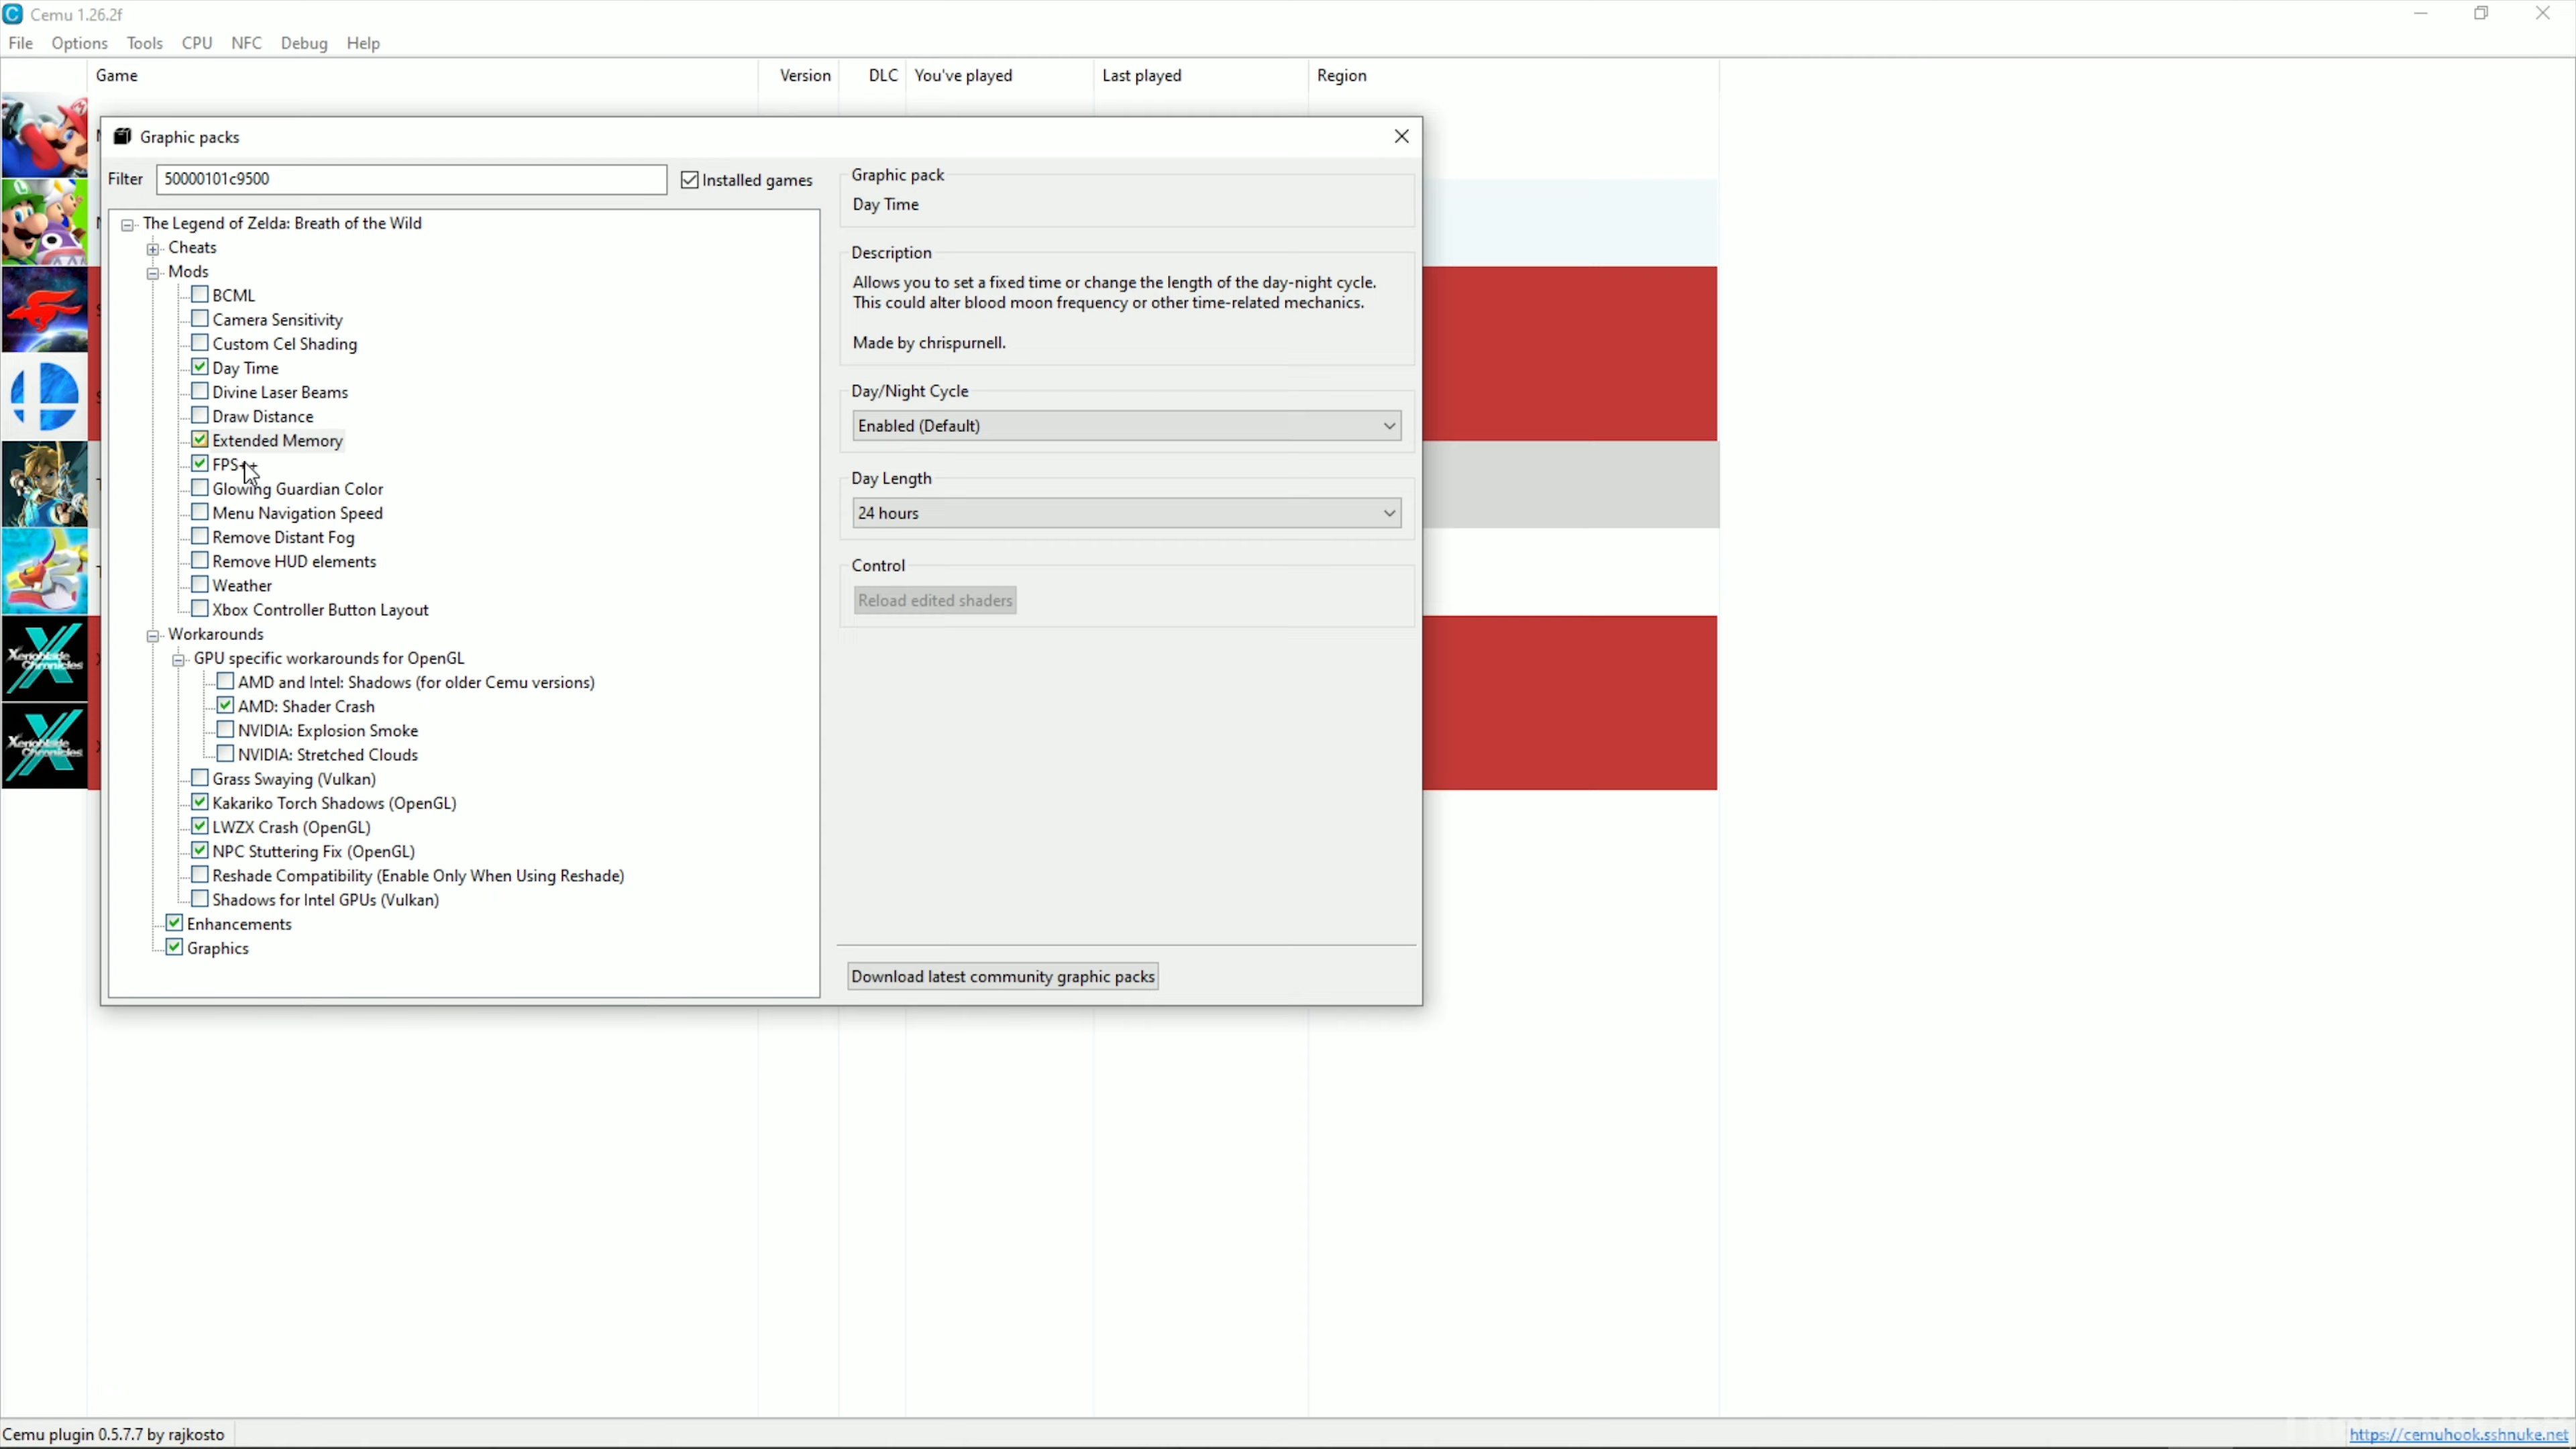 Cemu 1.26.2f
File Options Tools CPU NFC Debug Help
Game Version DLC You've played Last played Region
Graphic packs
Filter 50000101c9500 Installed games
The Legend of Zelda: Breath of the Wild
Cheats
Mods
BCML
Camera Sensitivity
Custom Cel Shading
Day Time
Divine Laser Beams
Draw Distance
Extended Memory
FPS++
Glowing Guardian Color
Menu Navigation Speed
Remove Distant Fog
Remove HUD elements
Weather
Xbox Controller Button Layout
Workarounds
GPU specific workarounds for OpenGL
AMD and Intel: Shadows (for older Cemu versions)
AMD: Shader Crash
NVIDIA: Explosion Smoke
NVIDIA: Stretched Clouds
Grass Swaying (Vulkan)
Kakariko Torch Shadows (OpenGL)
LWZX Crash (OpenGL)
NPC Stuttering Fix (OpenGL)
Reshade Compatibility (Enable Only When Using Reshade)
Shadows for Intel GPUs (Vulkan)
Enhancements
Graphics
Graphic pack
Day Time
Description
Allows you to set a fixed time or change the length of the day-night cycle.
This could alter blood moon frequency or other time-related mechanics.
Made by chrispurnell.
Day/Night Cycle
Enabled (Default)
Day Length
24 hours
Control
Reload edited shaders
Download latest community graphic packs
Xenoblade
Chronicles
X
Xenoblade
Chronicles
X
Cemu plugin 0.5.7.7 by rajkosto
https://cemuhook.sshnuke.net